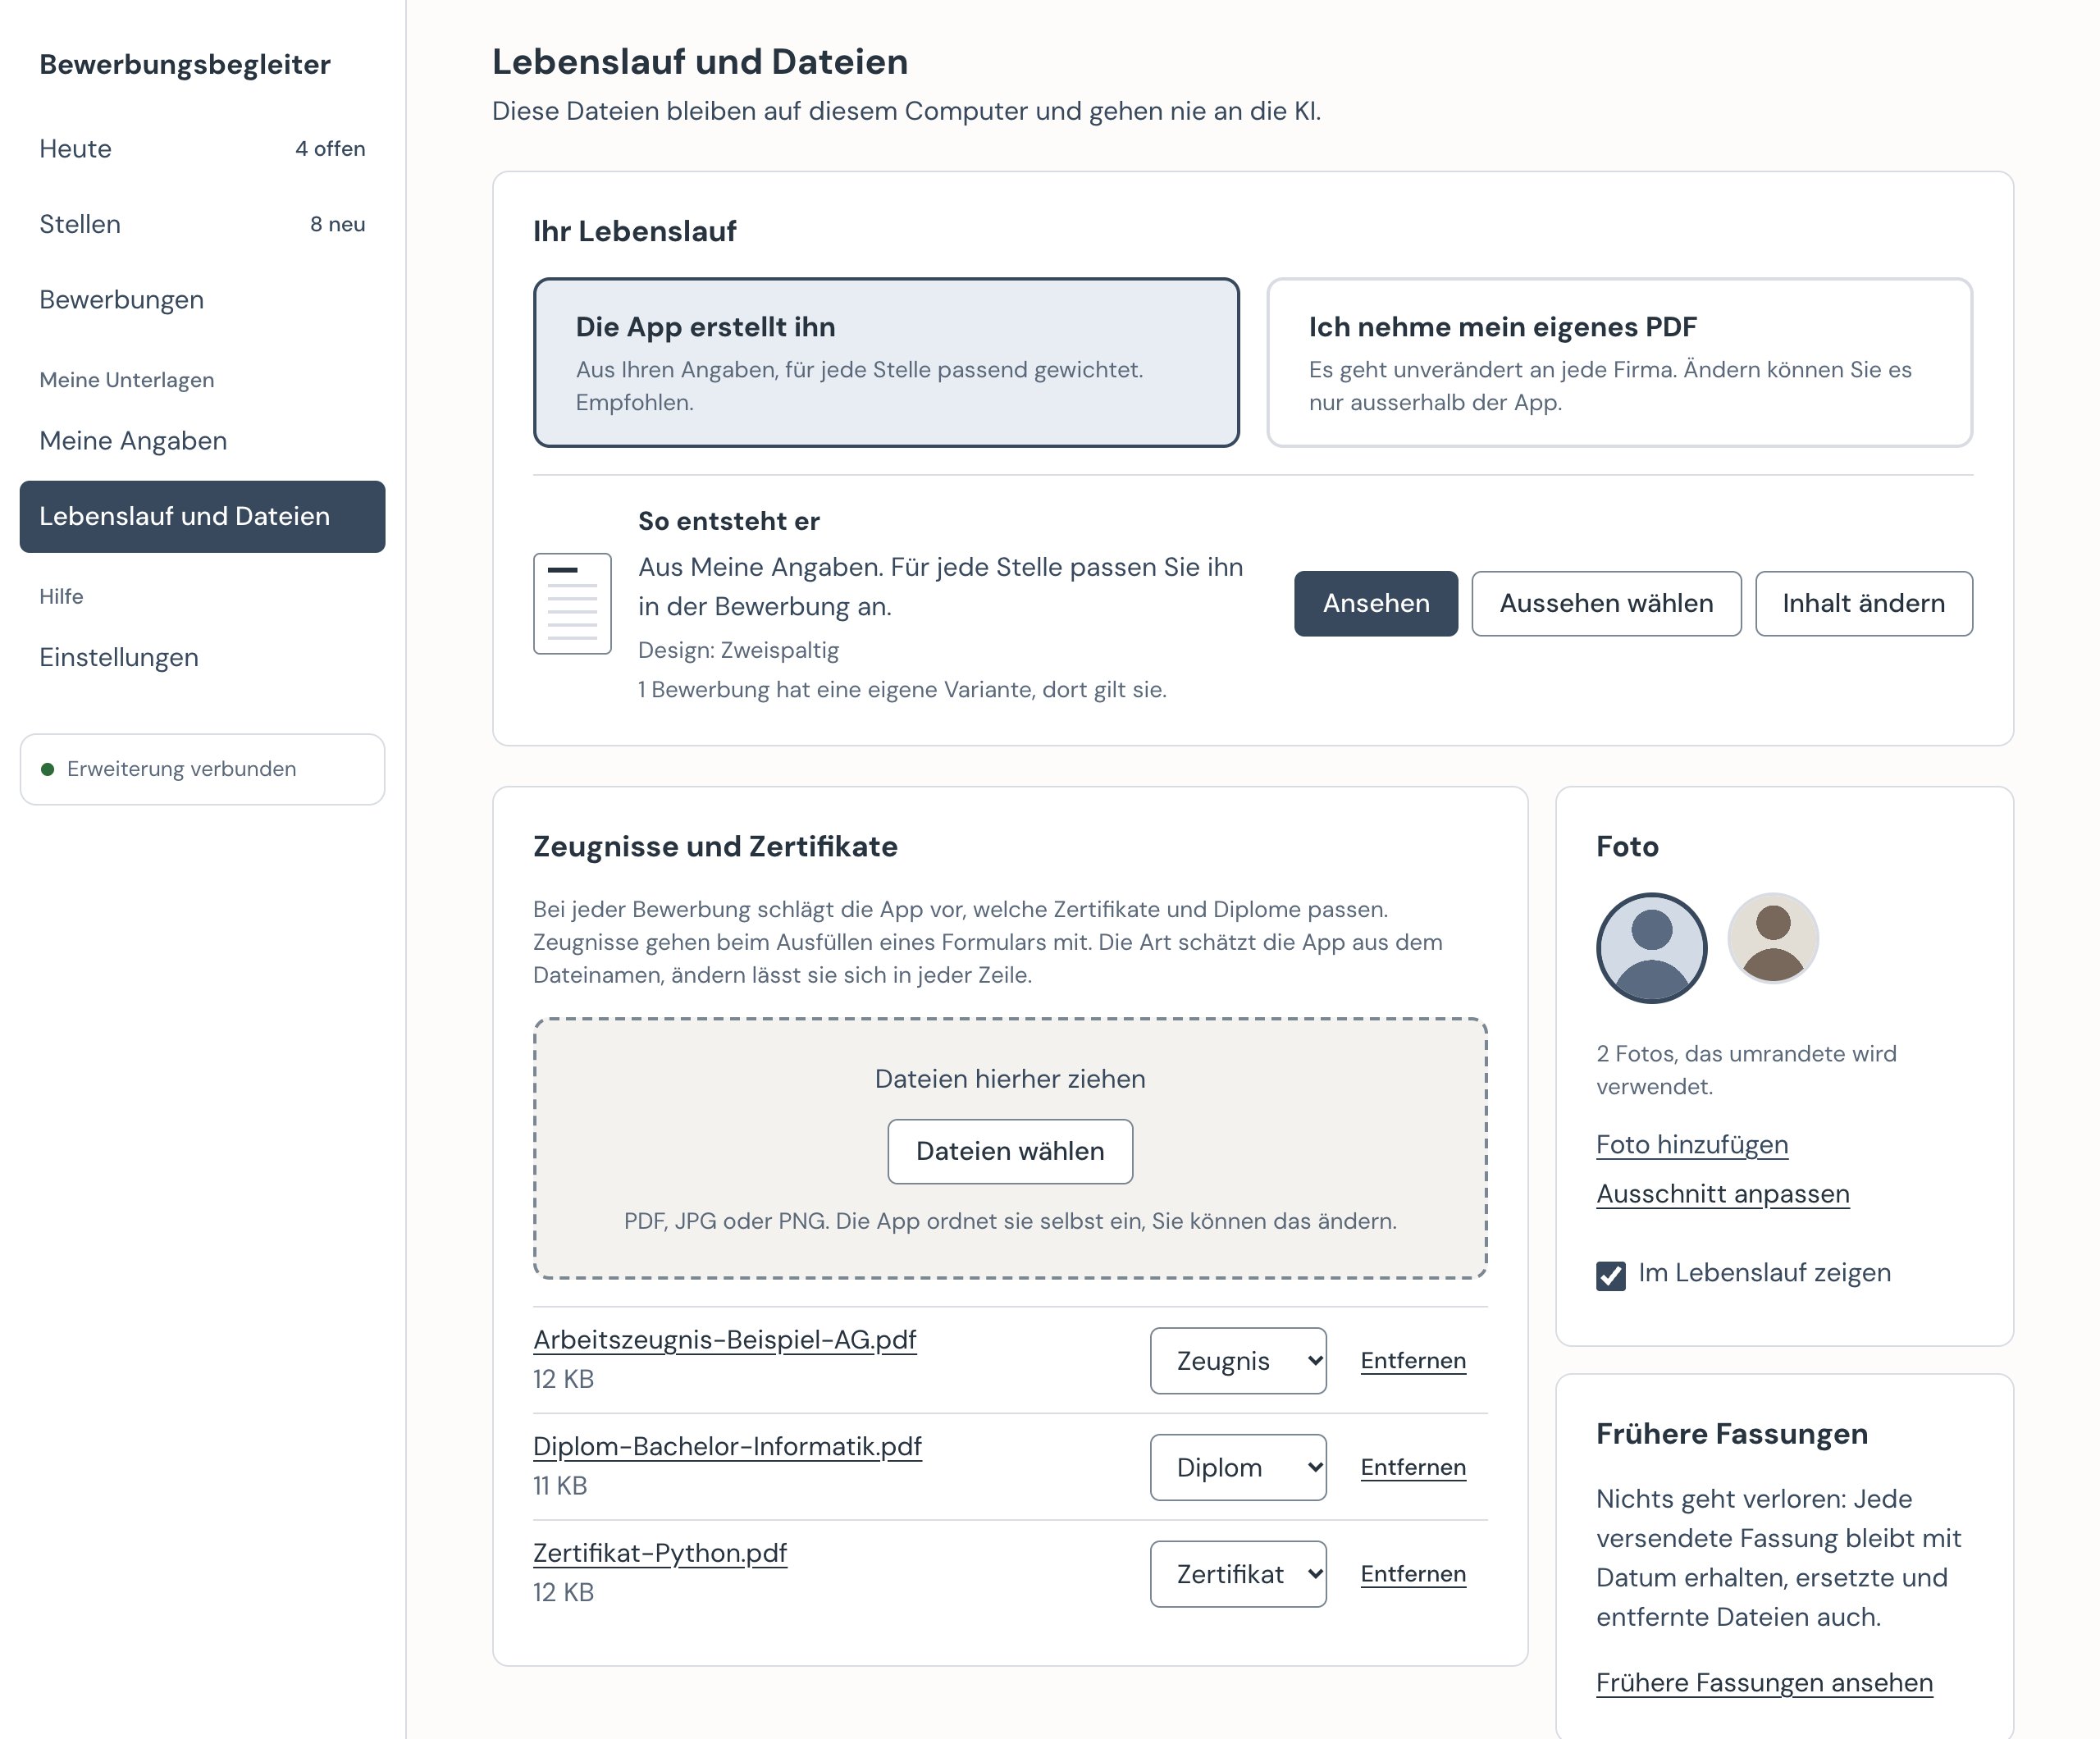 Bewerbungsbegleiter
Heute
4 offen
Stellen
8 neu
Bewerbungen
Meine Unterlagen
Meine Angaben
Lebenslauf und Dateien
Hilfe
Einstellungen
Erweiterung verbunden
Lebenslauf und Dateien
Diese Dateien bleiben auf diesem Computer und gehen nie an die KI.
Ihr Lebenslauf
Die App erstellt ihn
Aus Ihren Angaben, für jede Stelle passend gewichtet.
Empfohlen.
Ich nehme mein eigenes PDF
Es geht unverändert an jede Firma. Ändern können Sie es
nur ausserhalb der App.
So entsteht er
Aus Meine Angaben. Für jede Stelle passen Sie ihn
in der Bewerbung an.
Design: Zweispaltig
1 Bewerbung hat eine eigene Variante, dort gilt sie.
Ansehen
Aussehen wählen
Inhalt ändern
Zeugnisse und Zertifikate
Bei jeder Bewerbung schlägt die App vor, welche Zertifikate und Diplome passen.
Zeugnisse gehen beim Ausfüllen eines Formulars mit. Die Art schätzt die App aus dem
Dateinamen, ändern lässt sie sich in jeder Zeile.
Dateien hierher ziehen
Dateien wählen
PDF, JPG oder PNG. Die App ordnet sie selbst ein, Sie können das ändern.
Arbeitszeugnis-Beispiel-AG.pdf
12 KB
Zeugnis
Entfernen
Diplom-Bachelor-Informatik.pdf
11 KB
Diplom
Entfernen
Zertifikat-Python.pdf
12 KB
Zertifikat
Entfernen
Foto
2 Fotos, das umrandete wird
verwendet.
Foto hinzufügen
Ausschnitt anpassen
Im Lebenslauf zeigen
Frühere Fassungen
Nichts geht verloren: Jede
versendete Fassung bleibt mit
Datum erhalten, ersetzte und
entfernte Dateien auch.
Frühere Fassungen ansehen